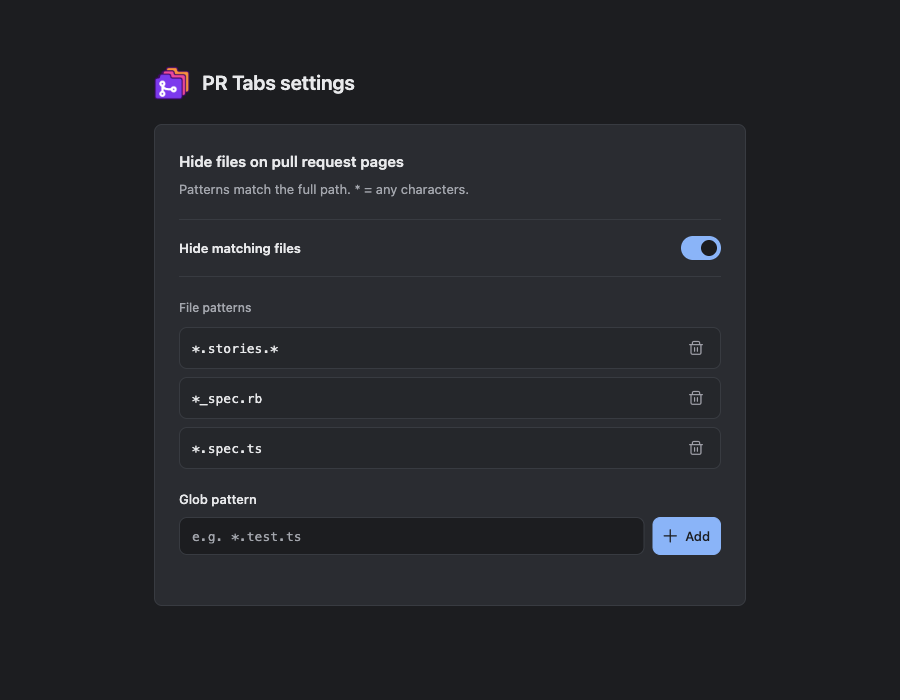 PR Tabs settings
Hide files on pull request pages
Patterns match the full path. * = any characters.
Hide matching files
File patterns
*.stories.*
*_spec.rb
*.spec.ts
Glob pattern
e.g. *.test.ts
Add